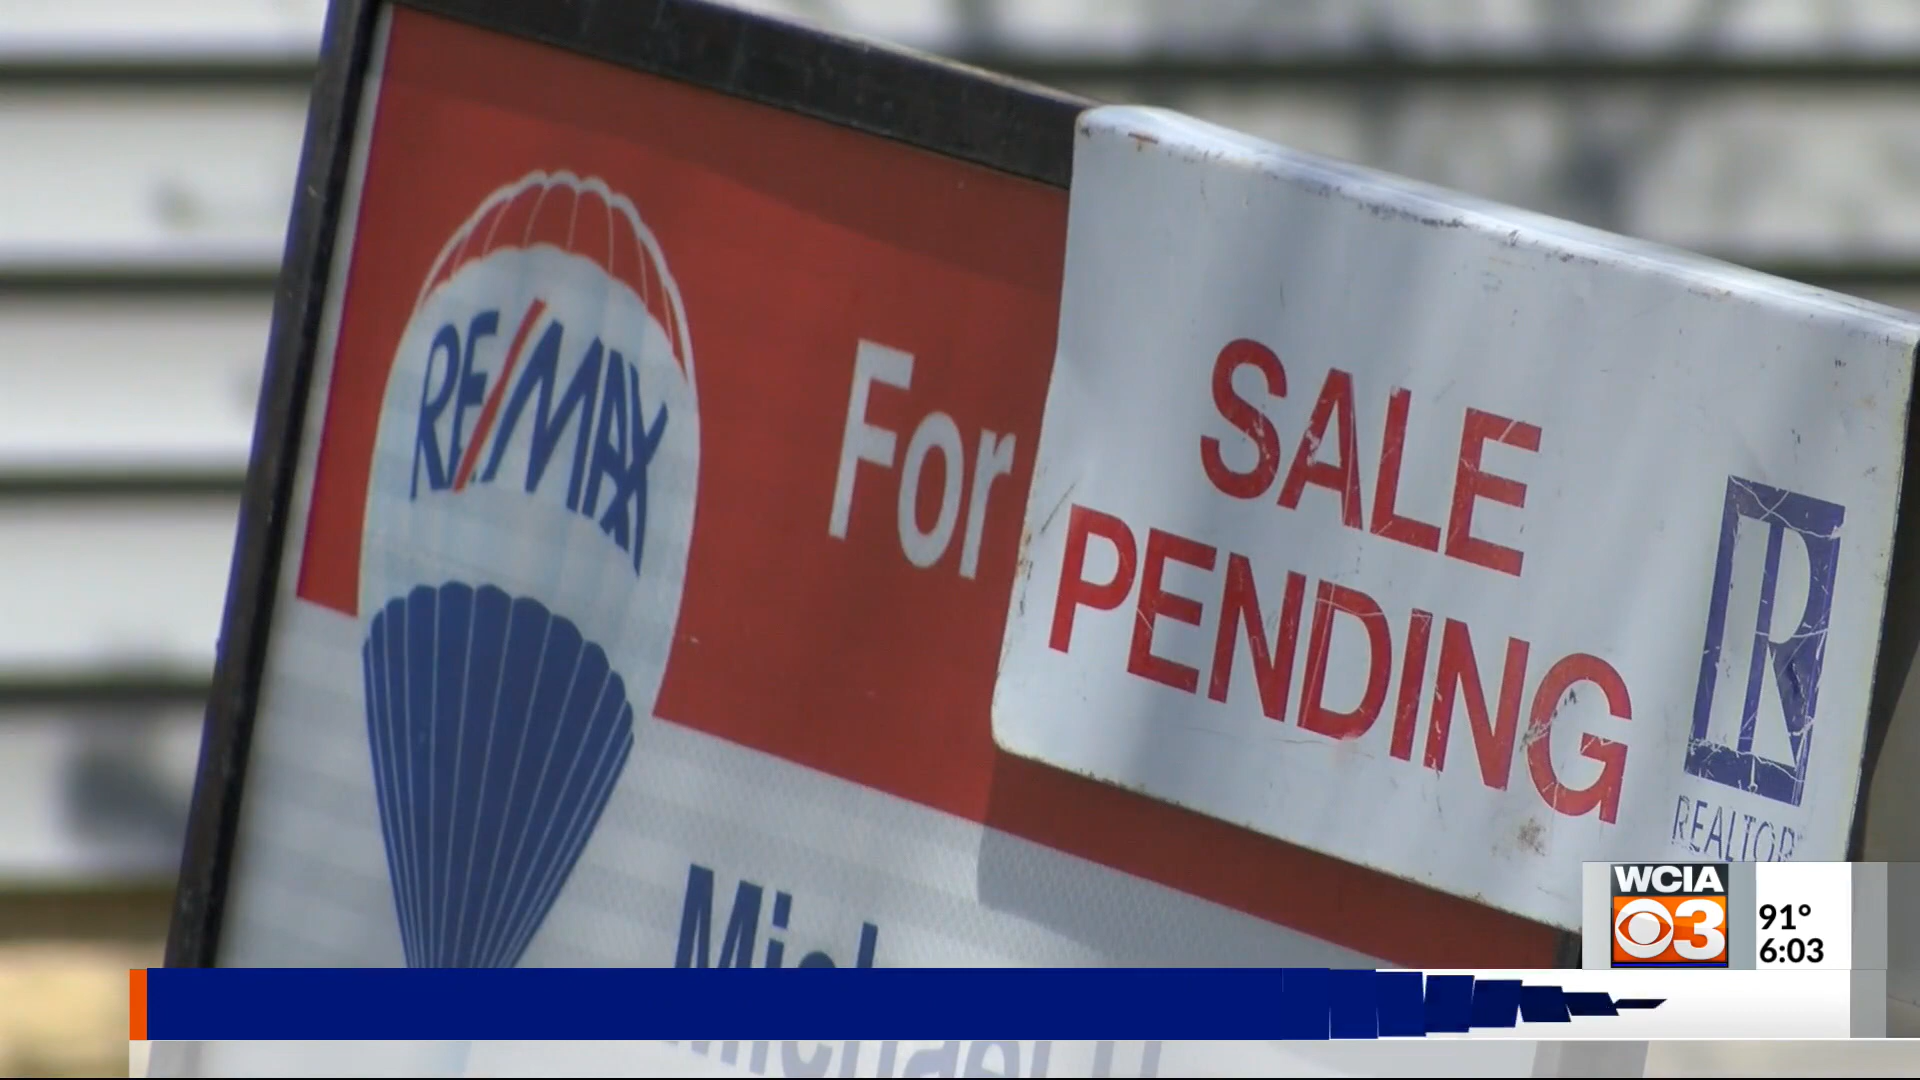 RE/MAX
For
SALE
PENDING
REALTOR
WCIA
3
91°
6:03